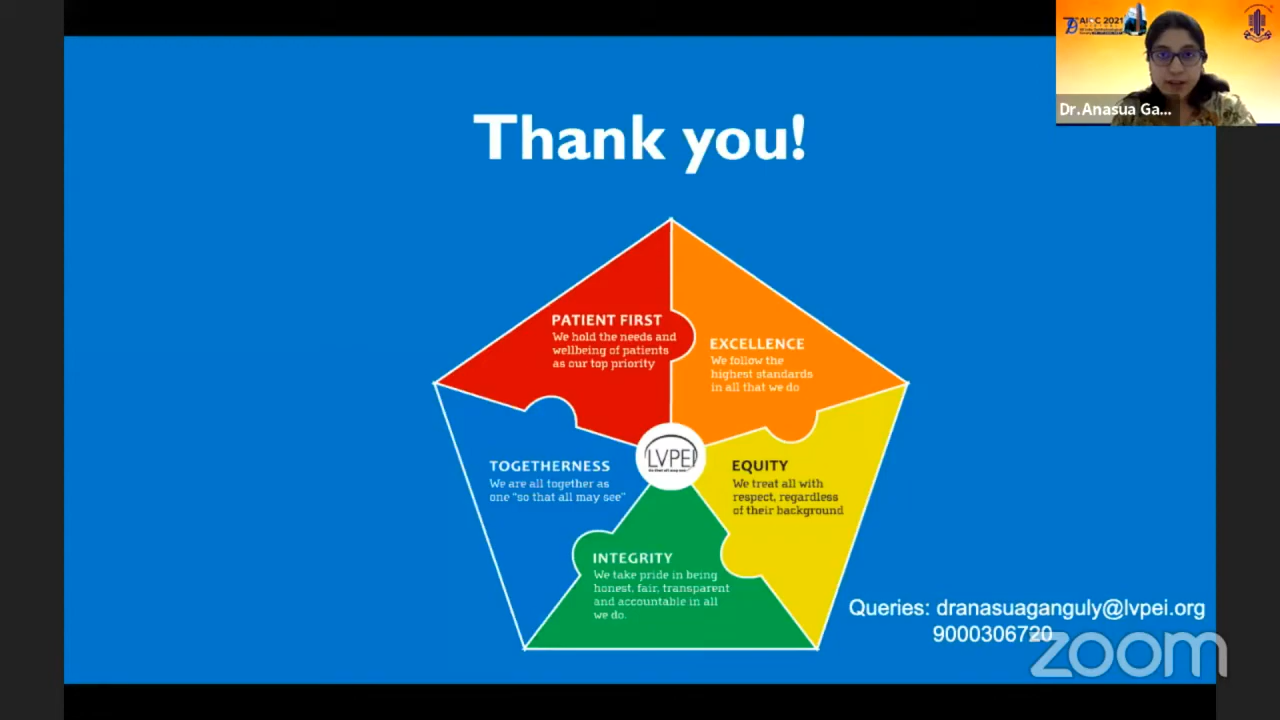 AIOC 2021
Dr.Anasua Ga...
Thank you!
PATIENT FIRST
We hold the needs and
wellbeing of patients
as our top priority
EXCELLENCE
We follow the
highest standards
in all that we do
TOGETHERNESS
We are all together as
one "so that all may see"
LVPEI
EQUITY
We treat all with
respect, regardless
of their background
INTEGRITY
We take pride in being
honest, fair, transparent
and accountable in all
we do.
Queries: dranasuaganguly@lvpei.org
9000306720
zoom